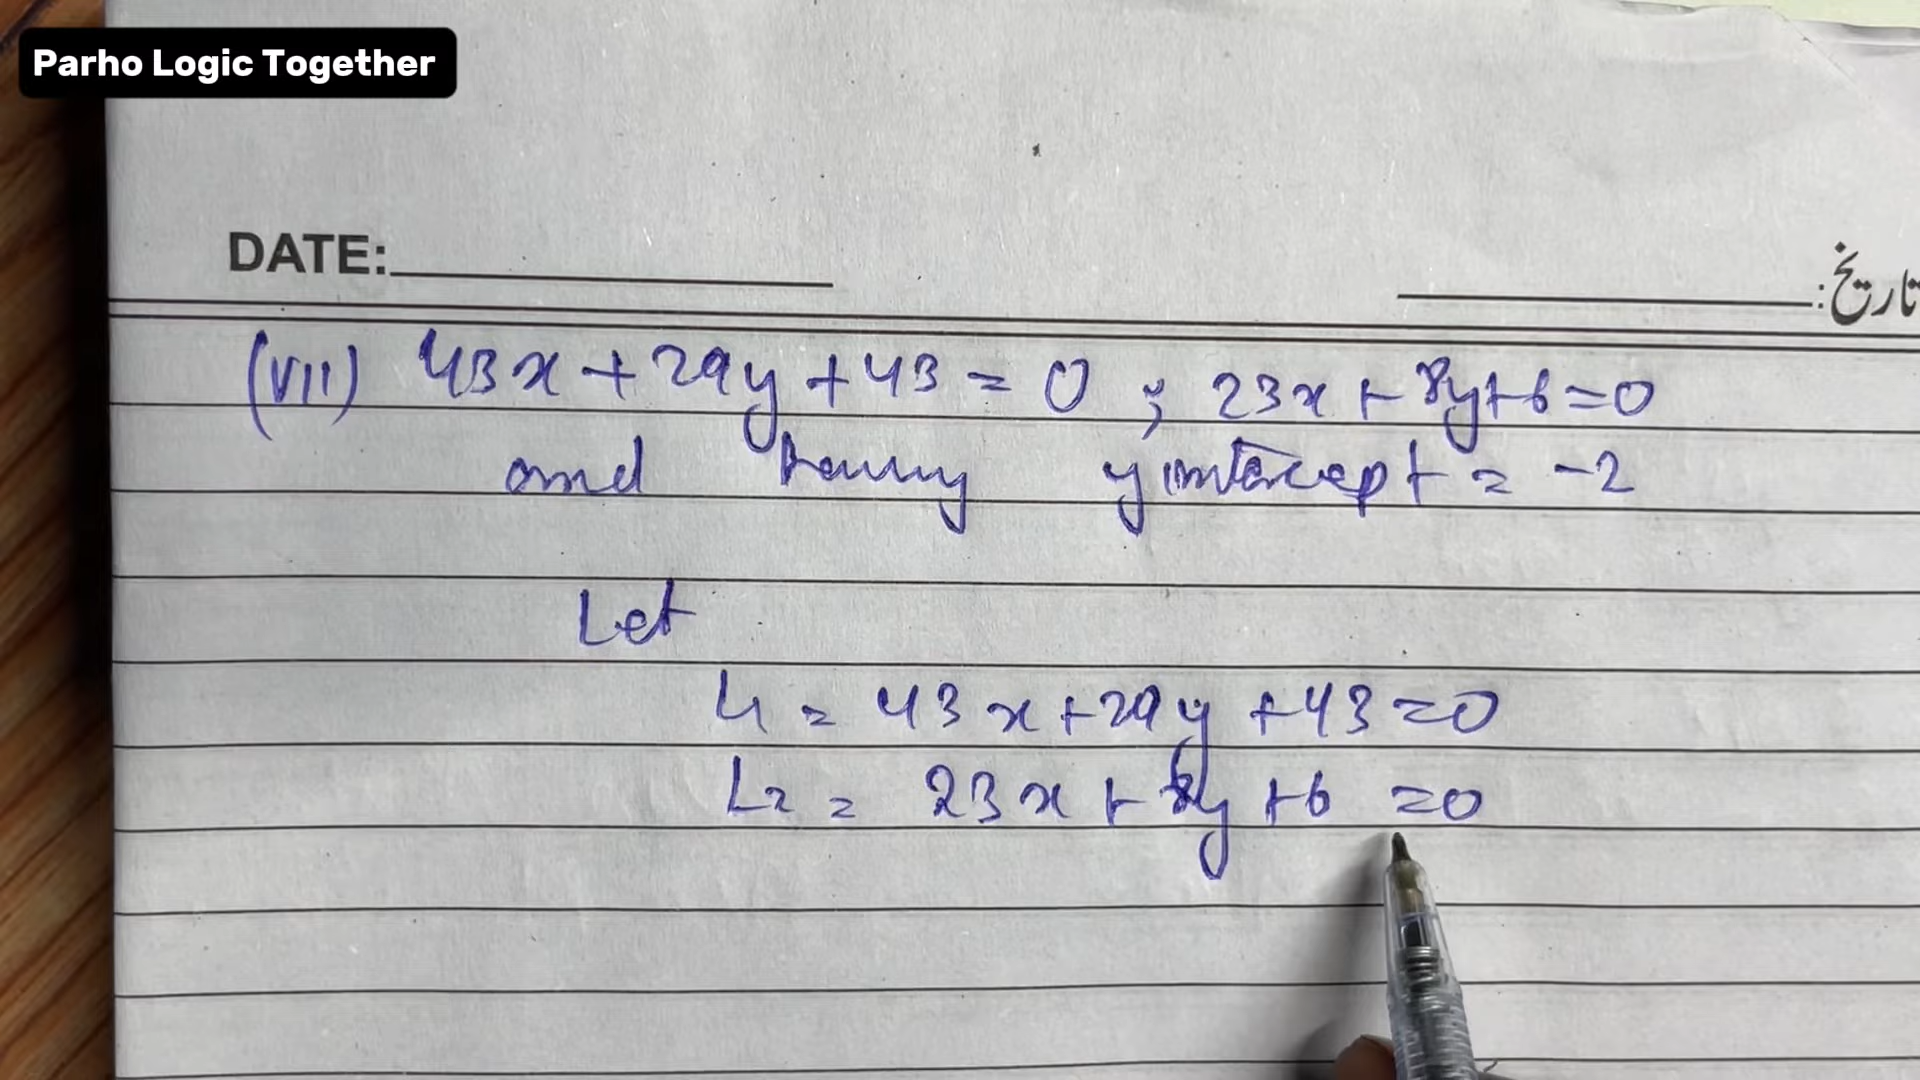 Parho Logic Together
DATE:
تاریخ:
(VII) 43x + 29y + 43 = 0 ; 23x + 8y + 6 = 0
and having y intercept = -2
Let
L1 = 43x + 29y + 43 = 0
L2 = 23x + 8y + 6 = 0